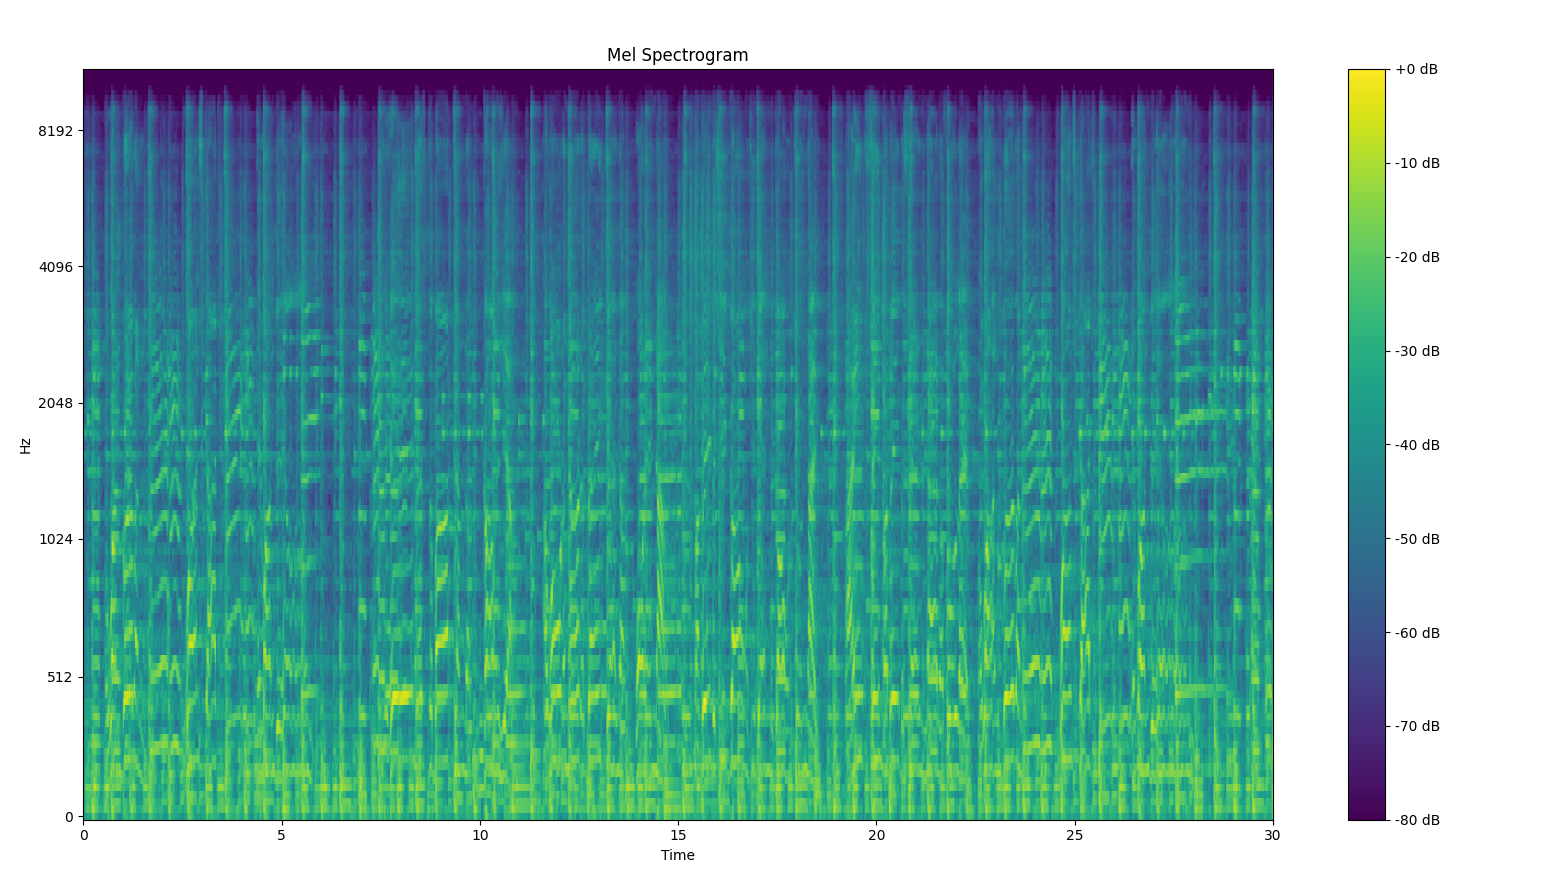 Mel Spectrogram
+0 dB
8192
-10 dB
-20 dB
4096
-30 dB
2048
-40 dB
Hz
1024
-50 dB
-60 dB
512
-70 dB
0
-80 dB
0 5 10 15 20 25 30
Time